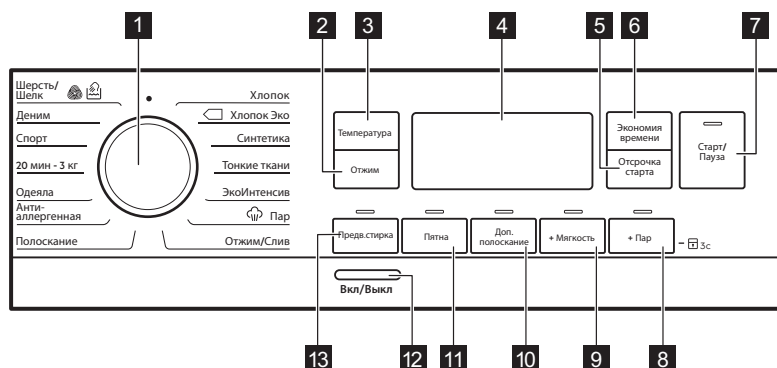 1
2
3
4
5
6
7
Шерсть/
Шелк
Деним
Спорт
20 мин - 3 кг
Одеяла
Анти-
аллергенная
Полоскание
Хлопок
Хлопок Эко
Синтетика
Тонкие ткани
ЭкоИнтенсив
Пар
Отжим/Слив
Температура
Отжим
Экономия
времени
Отсрочка
старта
Старт/
Пауза
Предв.стирка
Пятна
Доп.
полоскание
+ Мягкость
+ Пар
3с
Вкл/Выкл
13
12
11
10
9
8